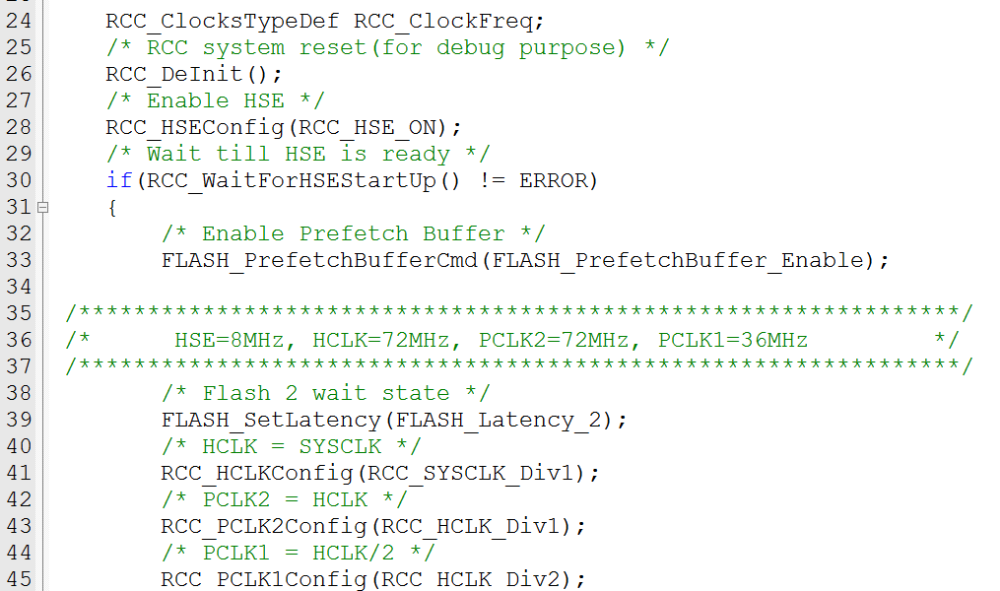 24 RCC_ClocksTypeDef RCC_ClockFreq;
25 /* RCC system reset(for debug purpose) */
26 RCC_DeInit();
27 /* Enable HSE */
28 RCC_HSEConfig(RCC_HSE_ON);
29 /* Wait till HSE is ready */
30 if(RCC_WaitForHSEStartUp() != ERROR)
31 {
32 /* Enable Prefetch Buffer */
33 FLASH_PrefetchBufferCmd(FLASH_PrefetchBuffer_Enable);
34
35 /****************************************************************/
36 /* HSE=8MHz, HCLK=72MHz, PCLK2=72MHz, PCLK1=36MHz */
37 /****************************************************************/
38 /* Flash 2 wait state */
39 FLASH_SetLatency(FLASH_Latency_2);
40 /* HCLK = SYSCLK */
41 RCC_HCLKConfig(RCC_SYSCLK_Div1);
42 /* PCLK2 = HCLK */
43 RCC_PCLK2Config(RCC_HCLK_Div1);
44 /* PCLK1 = HCLK/2 */
45 RCC_PCLK1Config(RCC_HCLK_Div2);